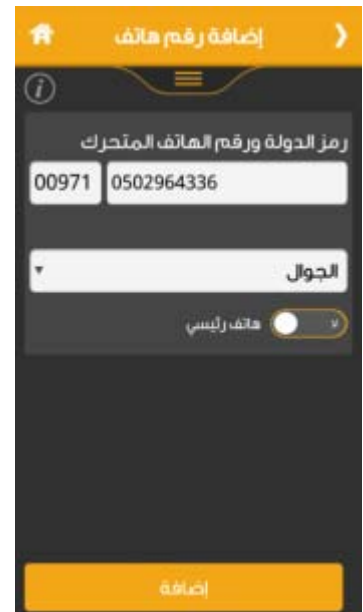 إضافة رقم هاتف
رمز الدولة ورقم الهاتف المتحرك
00971 0502964336
الجوال
هاتف رئيسي
إضافة